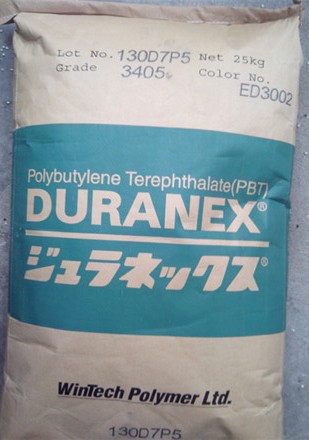 Lot No. 130D7P5 Net 25kg
Grade 3405 Color No.
ED3002
Polybutylene Terephthalate(PBT)
DURANEX®
ジュラネックス®
WinTech Polymer Ltd.
130D7P5